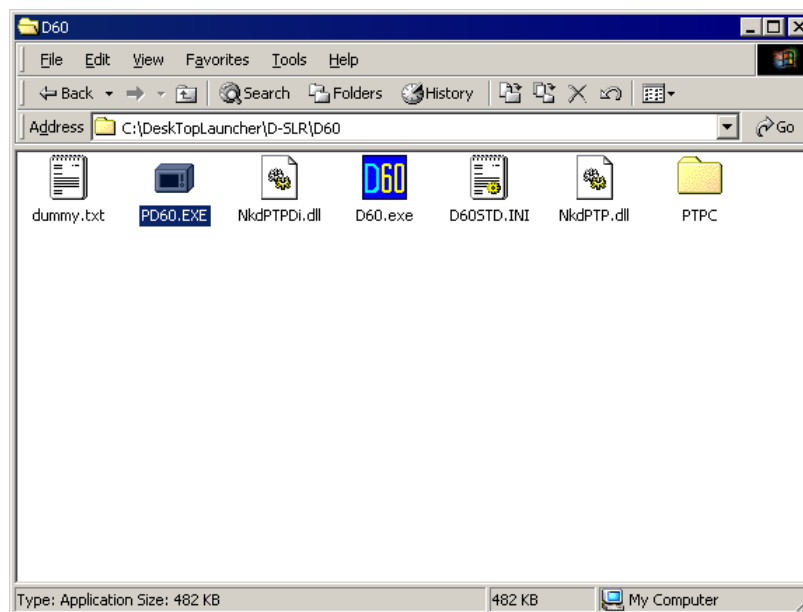 D60
File Edit View Favorites Tools Help
Back Search Folders History
Address C:\DeskTopLauncher\D-SLR\D60 Go
D60
dummy.txt PD60.EXE NkdPTPDi.dll D60.exe D60STD.INI NkdPTP.dll PTPC
Type: Application Size: 482 KB 482 KB My Computer